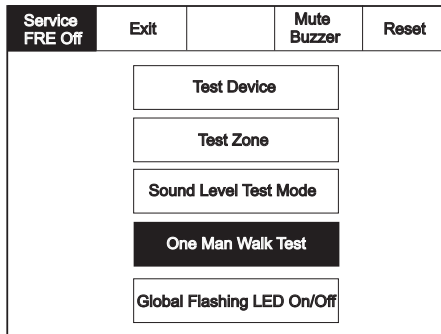 Service
FRE Off
Exit
Mute
Buzzer
Reset
Test Device
Test Zone
Sound Level Test Mode
One Man Walk Test
Global Flashing LED On/Off